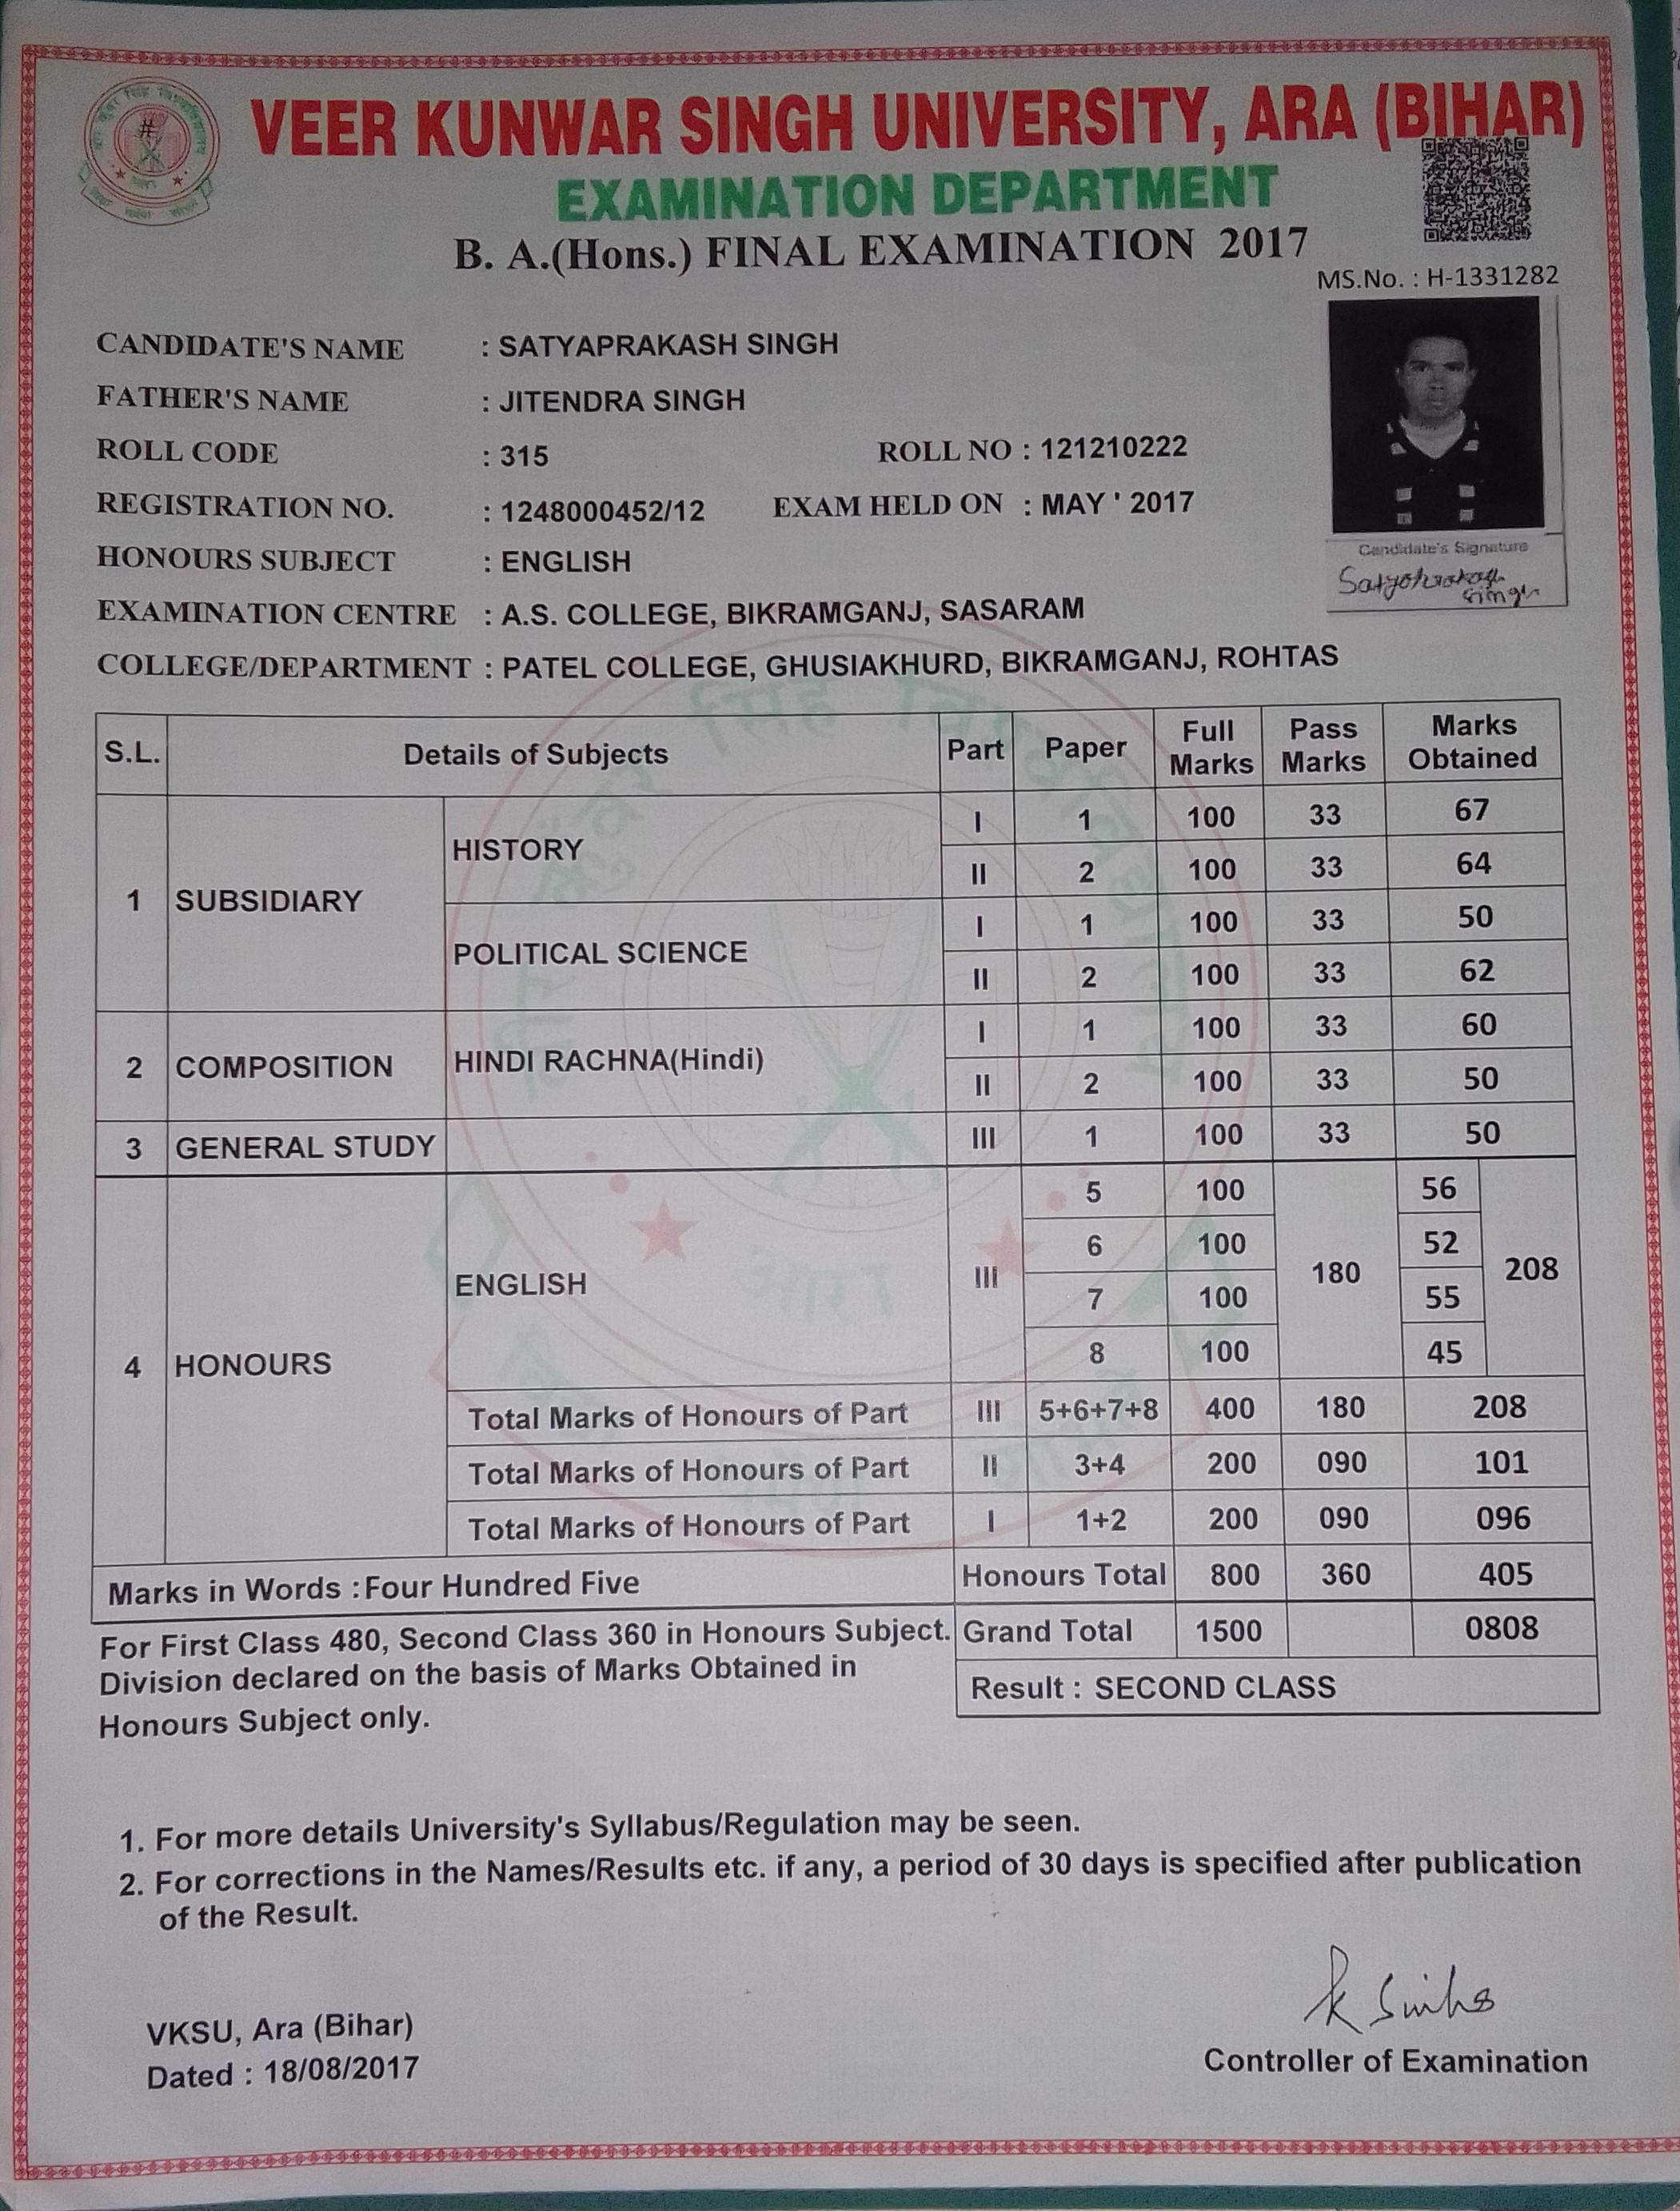 VEER KUNWAR SINGH UNIVERSITY, ARA (BIHAR)
EXAMINATION DEPARTMENT
B. A.(Hons.) FINAL EXAMINATION 2017
MS.No. : H-1331282
CANDIDATE'S NAME : SATYAPRAKASH SINGH
FATHER'S NAME : JITENDRA SINGH
ROLL CODE : 315 ROLL NO : 121210222
REGISTRATION NO. : 1248000452/12 EXAM HELD ON : MAY ' 2017
HONOURS SUBJECT : ENGLISH
Candidate's Signature
Satyaprakash
Singh
EXAMINATION CENTRE : A.S. COLLEGE, BIKRAMGANJ, SASARAM
COLLEGE/DEPARTMENT : PATEL COLLEGE, GHUSIAKHURD, BIKRAMGANJ, ROHTAS
S.L. Details of Subjects Part Paper Full Marks Pass Marks Marks Obtained
1 SUBSIDIARY HISTORY I 1 100 33 67
II 2 100 33 64
POLITICAL SCIENCE I 1 100 33 50
II 2 100 33 62
2 COMPOSITION HINDI RACHNA(Hindi) I 1 100 33 60
II 2 100 33 50
3 GENERAL STUDY III 1 100 33 50
4 HONOURS ENGLISH III 5 100 180 56 208
6 100 52
7 100 55
8 100 45
Total Marks of Honours of Part III 5+6+7+8 400 180 208
Total Marks of Honours of Part II 3+4 200 090 101
Total Marks of Honours of Part I 1+2 200 090 096
Marks in Words :Four Hundred Five Honours Total 800 360 405
For First Class 480, Second Class 360 in Honours Subject. Grand Total 1500 0808
Division declared on the basis of Marks Obtained in
Honours Subject only.
Result : SECOND CLASS
1. For more details University's Syllabus/Regulation may be seen.
2. For corrections in the Names/Results etc. if any, a period of 30 days is specified after publication
of the Result.
K Sinha
VKSU, Ara (Bihar)
Dated : 18/08/2017
Controller of Examination